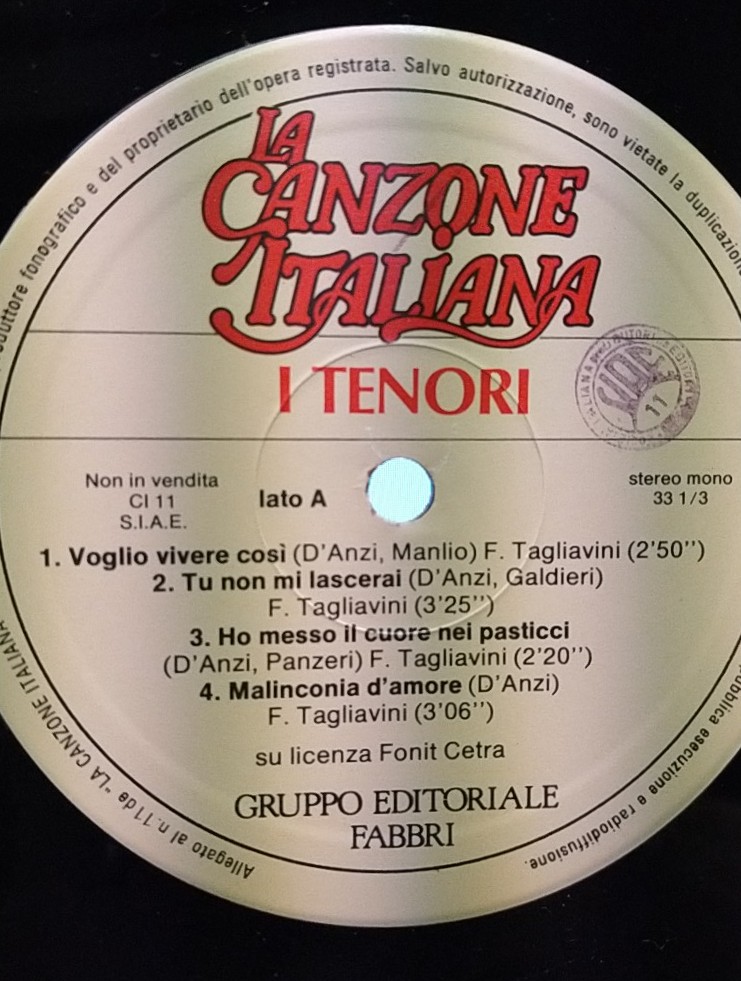 duttore fonografico e del proprietario dell'opera registrata. Salvo autorizzazione, sono vietate la duplicazione
LA
CANZONE
ITALIANA
I TENORI
11
Non in vendita
CI 11
S.I.A.E.
lato A
stereo mono
33 1/3
1. Voglio vivere così (D'Anzi, Manlio) F. Tagliavini (2'50'')
2. Tu non mi lascerai (D'Anzi, Galdieri)
F. Tagliavini (3'25'')
3. Ho messo il cuore nei pasticci
(D'Anzi, Panzeri) F. Tagliavini (2'20'')
4. Malinconia d'amore (D'Anzi)
F. Tagliavini (3'06'')
su licenza Fonit Cetra
GRUPPO EDITORIALE
FABBRI
Allegato al n. 11 de "LA CANZONE ITALIANA
pubblica esecuzione e radiodiffusione.